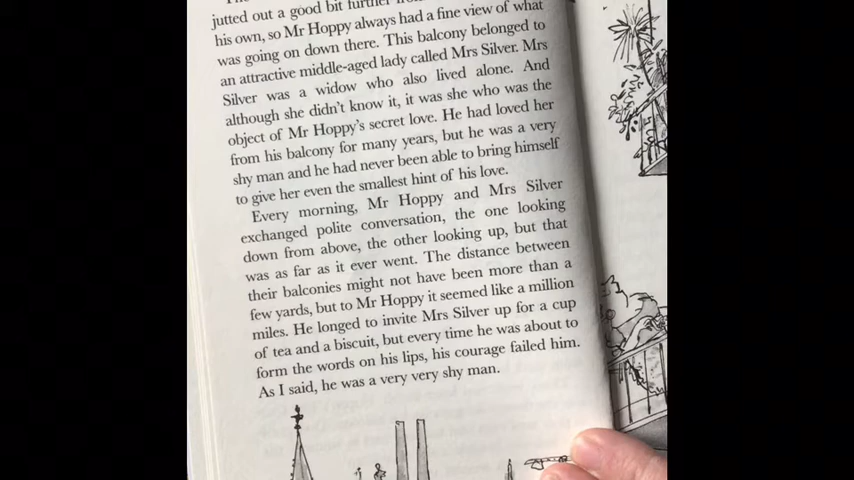 jutted out a good bit further
his own, so Mr Hoppy always had a fine view of what
was going on down there. This balcony belonged to
an attractive middle-aged lady called Mrs Silver. Mrs
Silver was a widow who also lived alone. And
although she didn't know it, it was she who was the
object of Mr Hoppy's secret love. He had loved her
from his balcony for many years, but he was a very
shy man and he had never been able to bring himself
to give her even the smallest hint of his love.
Every morning, Mr Hoppy and Mrs Silver
exchanged polite conversation, the one looking
down from above, the other looking up, but that
was as far as it ever went. The distance between
their balconies might not have been more than a
few yards, but to Mr Hoppy it seemed like a million
miles. He longed to invite Mrs Silver up for a cup
of tea and a biscuit, but every time he was about to
form the words on his lips, his courage failed him.
As I said, he was a very very shy man.